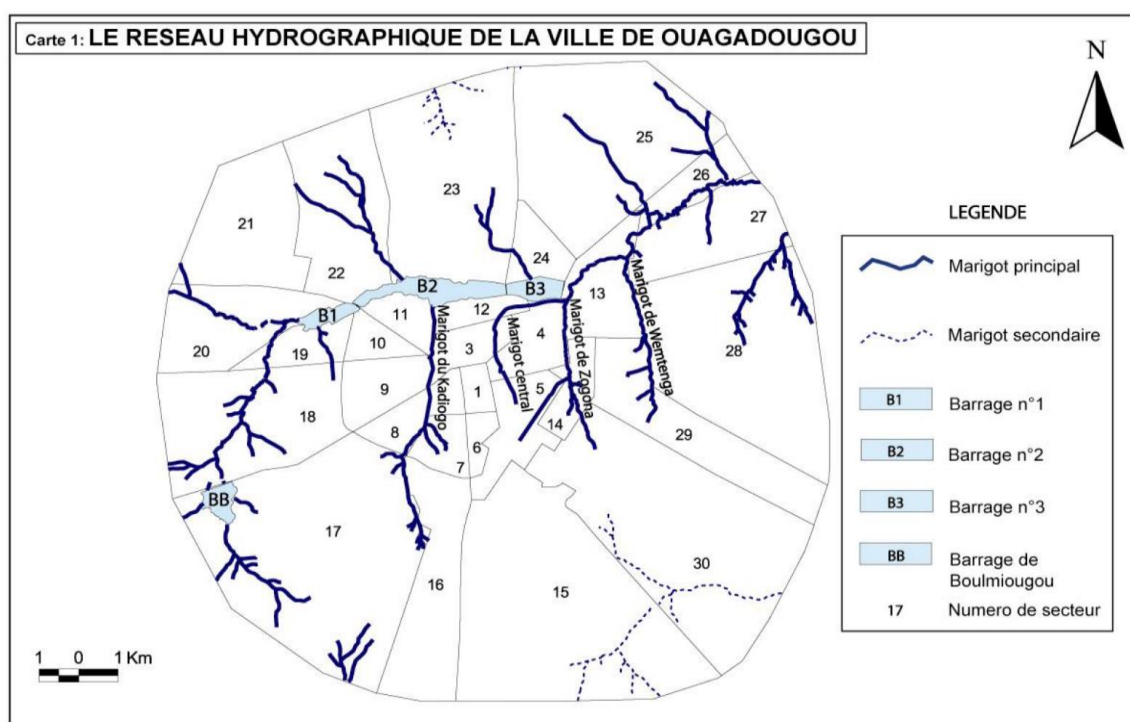 Carte 1: LE RESEAU HYDROGRAPHIQUE DE LA VILLE DE OUAGADOUGOU
N
25
26
23
27
21
24
22
B2
B3
B1
11
12
13
10
4
3
20
19
28
9
1
5
18
14
8
6
29
7
BB
17
30
16
15
Marigot du Kadiogo
Marigot central
Marigot de Zogona
Marigot de Wemtenga
1 0 1 Km
LEGENDE
Marigot principal
Marigot secondaire
B1 Barrage n°1
B2 Barrage n°2
B3 Barrage n°3
BB Barrage de
Boulmiougou
17 Numero de secteur